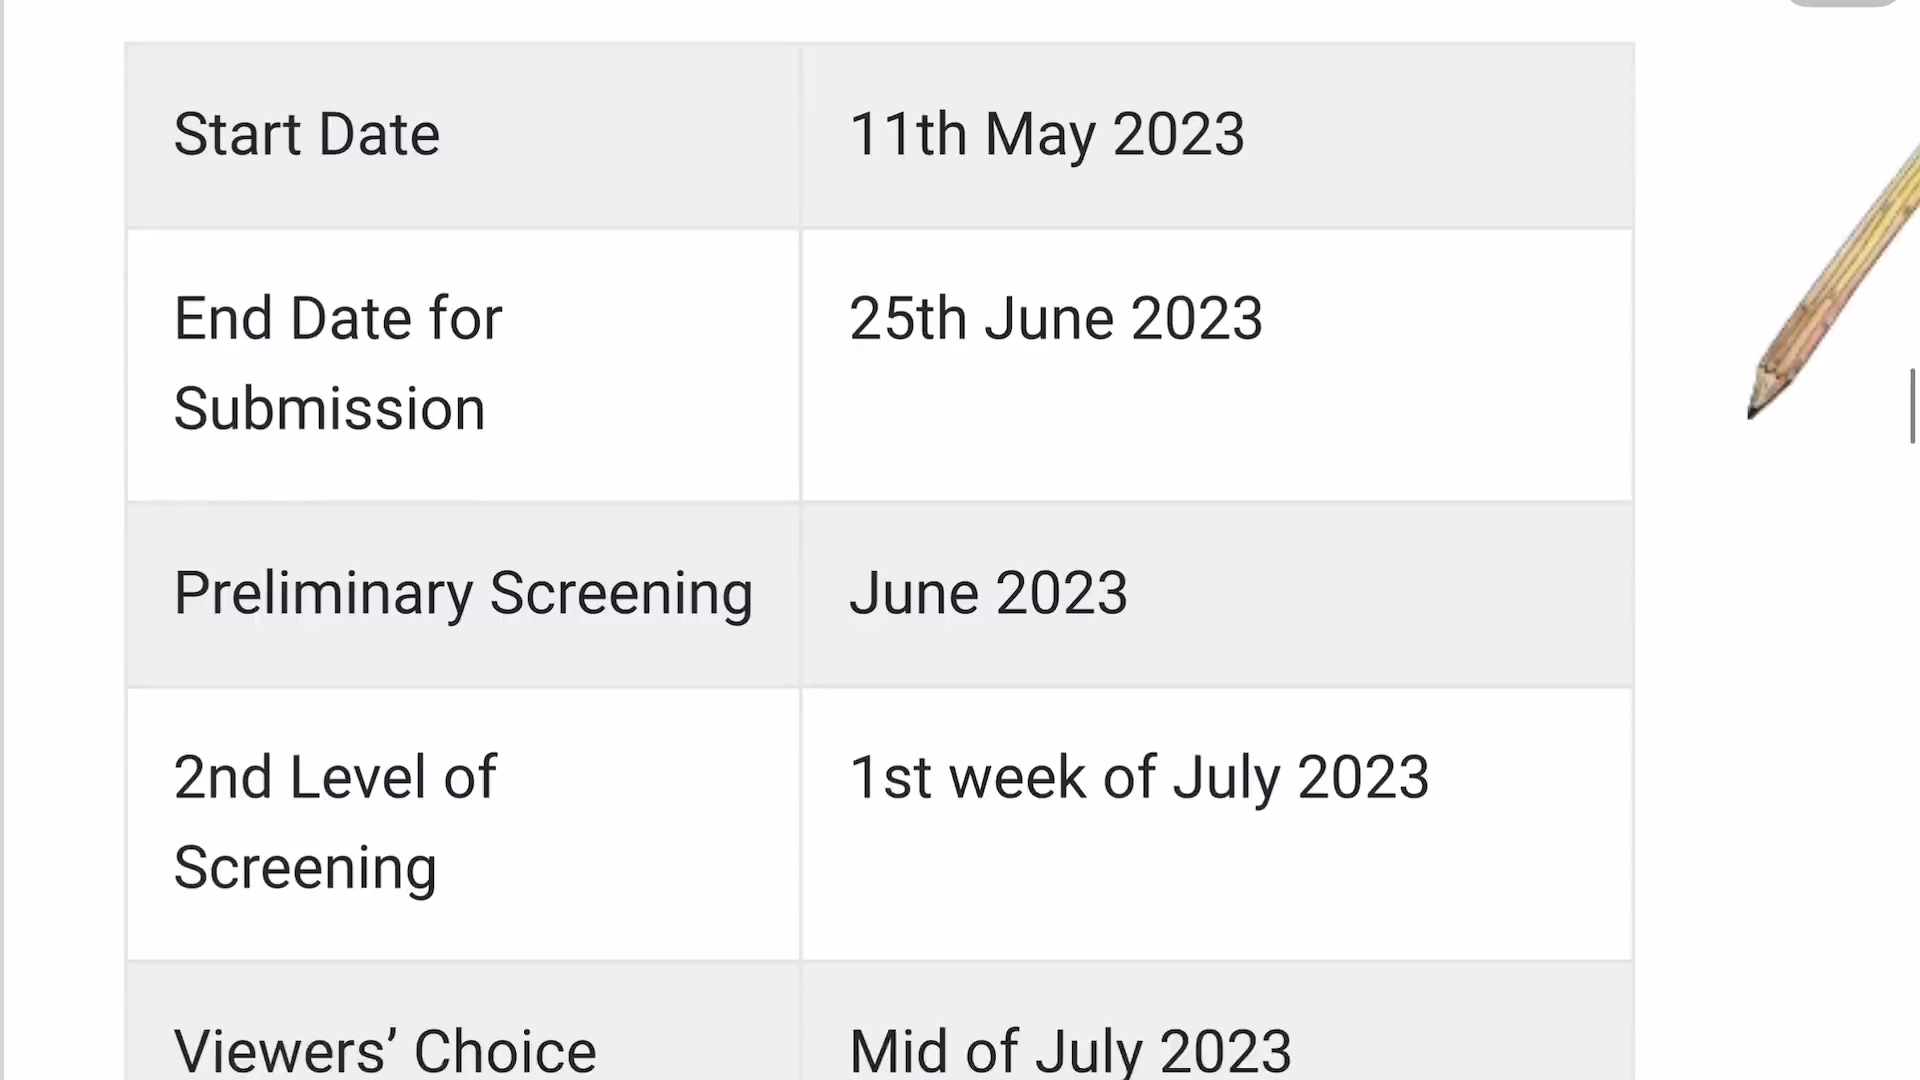 Start Date
11th May 2023
End Date for
Submission
25th June 2023
Preliminary Screening
June 2023
2nd Level of
Screening
1st week of July 2023
Viewers’ Choice
Mid of July 2023